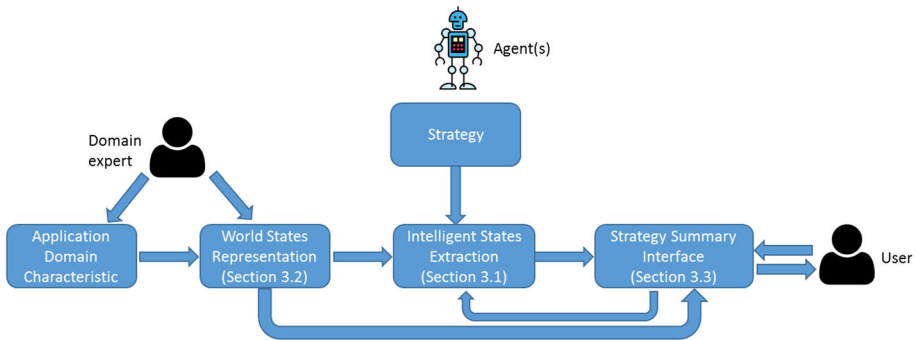 Agent(s)
Strategy
Domain
expert
Application
Domain
Characteristic
World States
Representation
(Section 3.2)
Intelligent States
Extraction
(Section 3.1)
Strategy Summary
Interface
(Section 3.3)
User